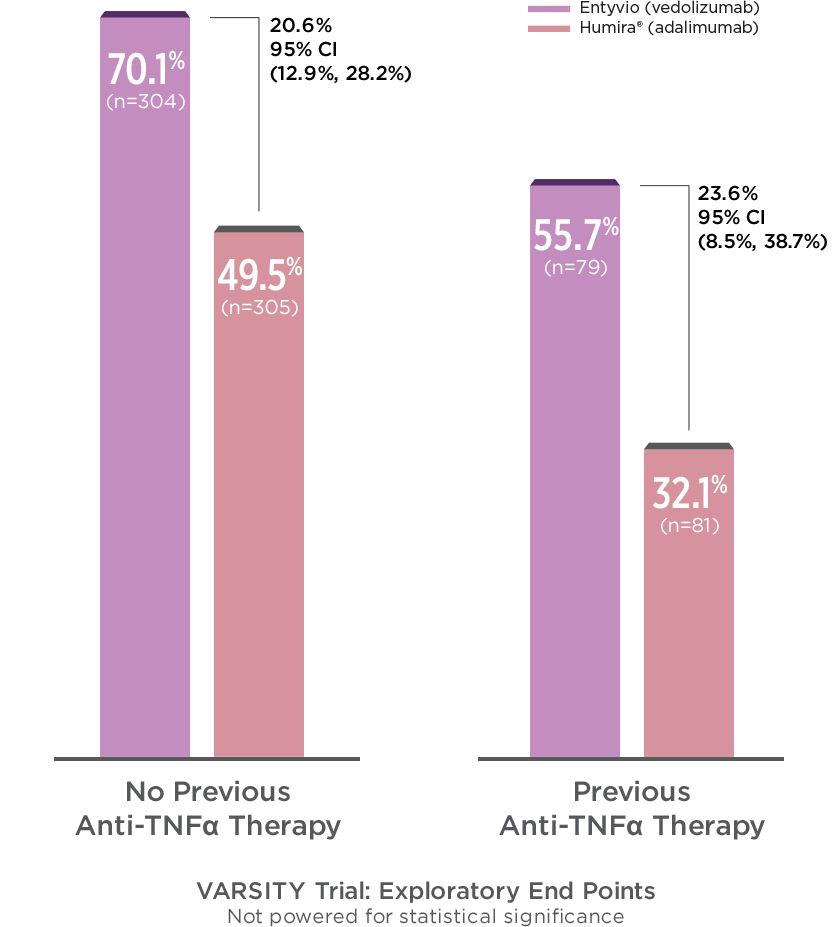 Entyvio (vedolizumab)
Humira® (adalimumab)
70.1%
(n=304)
20.6%
95% CI
(12.9%, 28.2%)
49.5%
(n=305)
55.7%
(n=79)
23.6%
95% CI
(8.5%, 38.7%)
32.1%
(n=81)
No Previous
Anti-TNFα Therapy
Previous
Anti-TNFα Therapy
VARSITY Trial: Exploratory End Points
Not powered for statistical significance